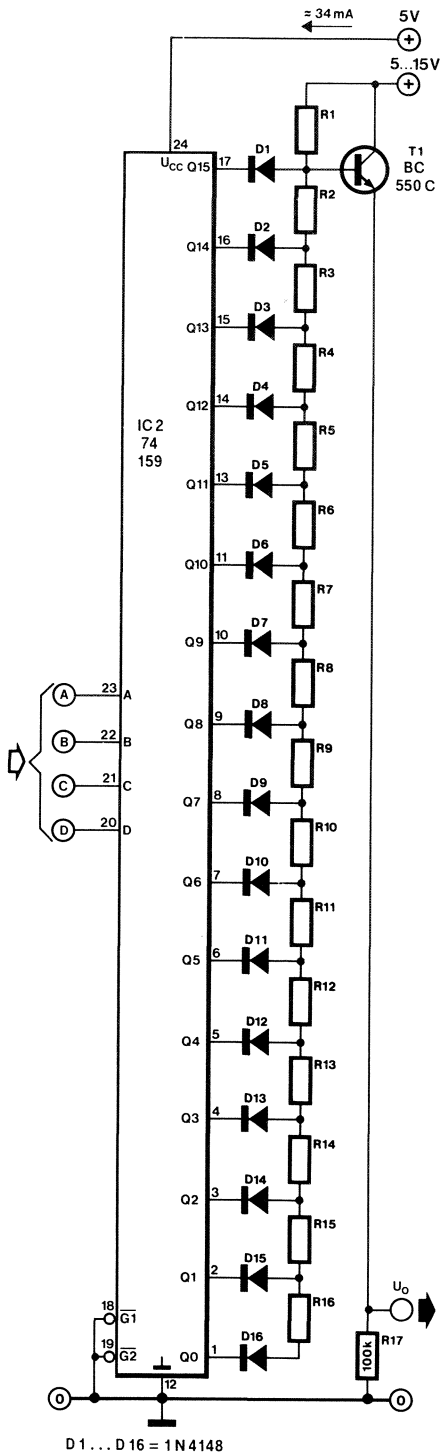 ≈ 34 mA
5V
+
5...15V
+
R1
24
UCC Q15 17 D1
T1
BC
550 C
R2
Q14 16 D2
R3
Q13 15 D3
R4
Q12 14 D4
IC 2
74
159
R5
Q11 13 D5
R6
Q10 11 D6
R7
Q9 10 D7
R8
A 23 A
Q8 9 D8
B 22 B
R9
C 21 C
Q7 8 D9
D 20 D
R10
Q6 7 D10
R11
Q5 6 D11
R12
Q4 5 D12
R13
Q3 4 D13
R14
Q2 3 D14
R15
Q1 2 D15
R16
UO
18 G1
19 G2
Q0 1 D16
R17
100k
12
0
0
D1...D16 = 1N4148